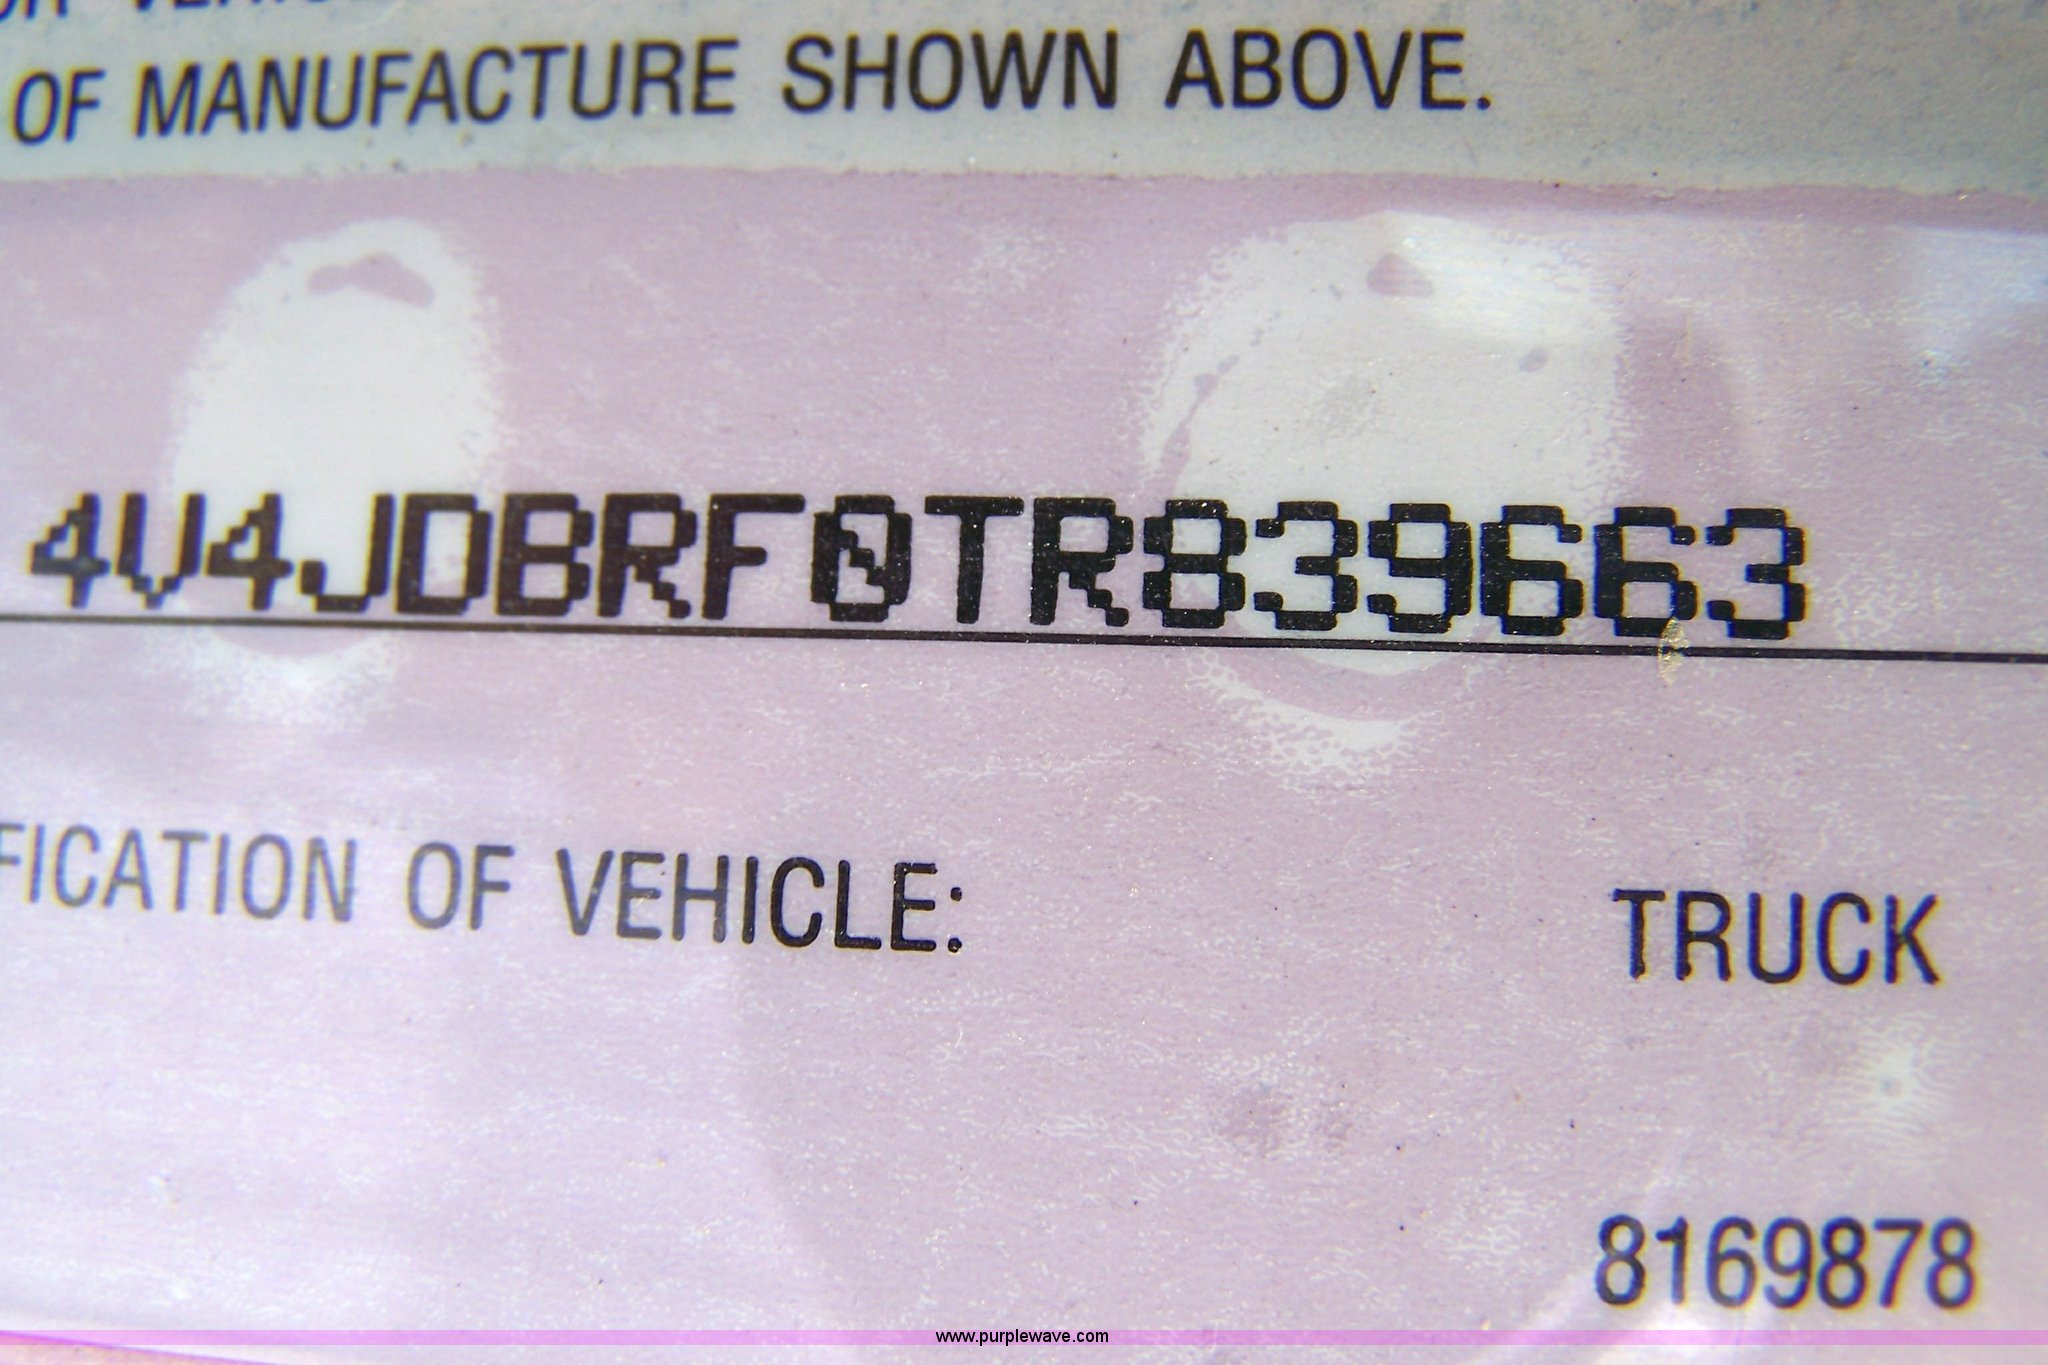 OF MANUFACTURE SHOWN ABOVE.
4V4JDBRF0TR839663
FICATION OF VEHICLE: TRUCK
8169878
www.purplewave.com